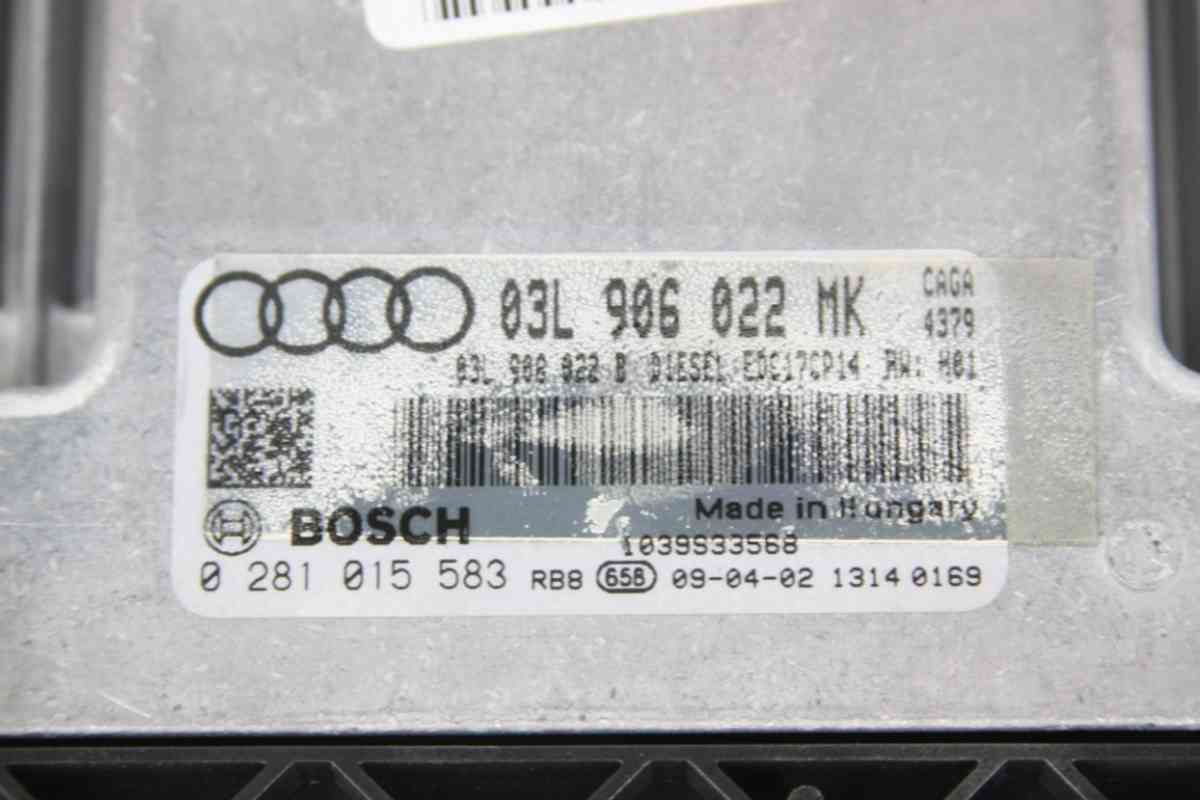 03L 906 022 MK
CAGA
4379
03L 906 022 B DIESEL EDC17CP14 HW: H01
BOSCH
Made in Hungary
1039S33568
0 281 015 583 RB8 658 09-04-02 1314 0169